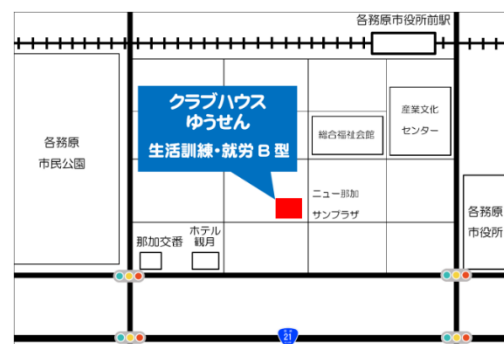 各務原市役所前駅
クラブハウス
ゆうせん
生活訓練・就労B型
産業文化
センター
総合福祉会館
各務原
市民公園
ニュー那加
サンプラザ
各務原
市役所
那加交番
ホテル
観月
21